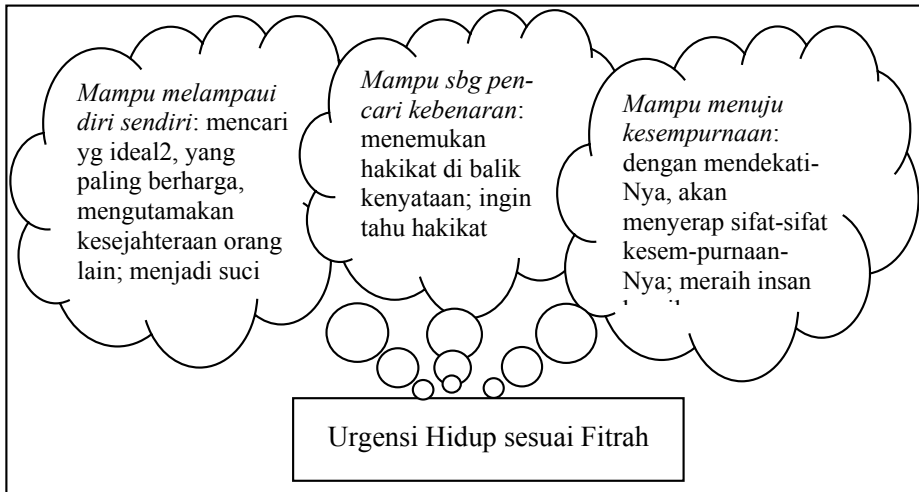 Mampu melampaui
diri sendiri: mencari
yg ideal2, yang
paling berharga,
mengutamakan
kesejahteraan orang
lain; menjadi suci
Mampu sbg pen-
cari kebenaran:
menemukan
hakikat di balik
kenyataan; ingin
tahu hakikat
Mampu menuju
kesempurnaan:
dengan mendekati-
Nya, akan
menyerap sifat-sifat
kesem-purnaan-
Nya; meraih insan
Urgensi Hidup sesuai Fitrah